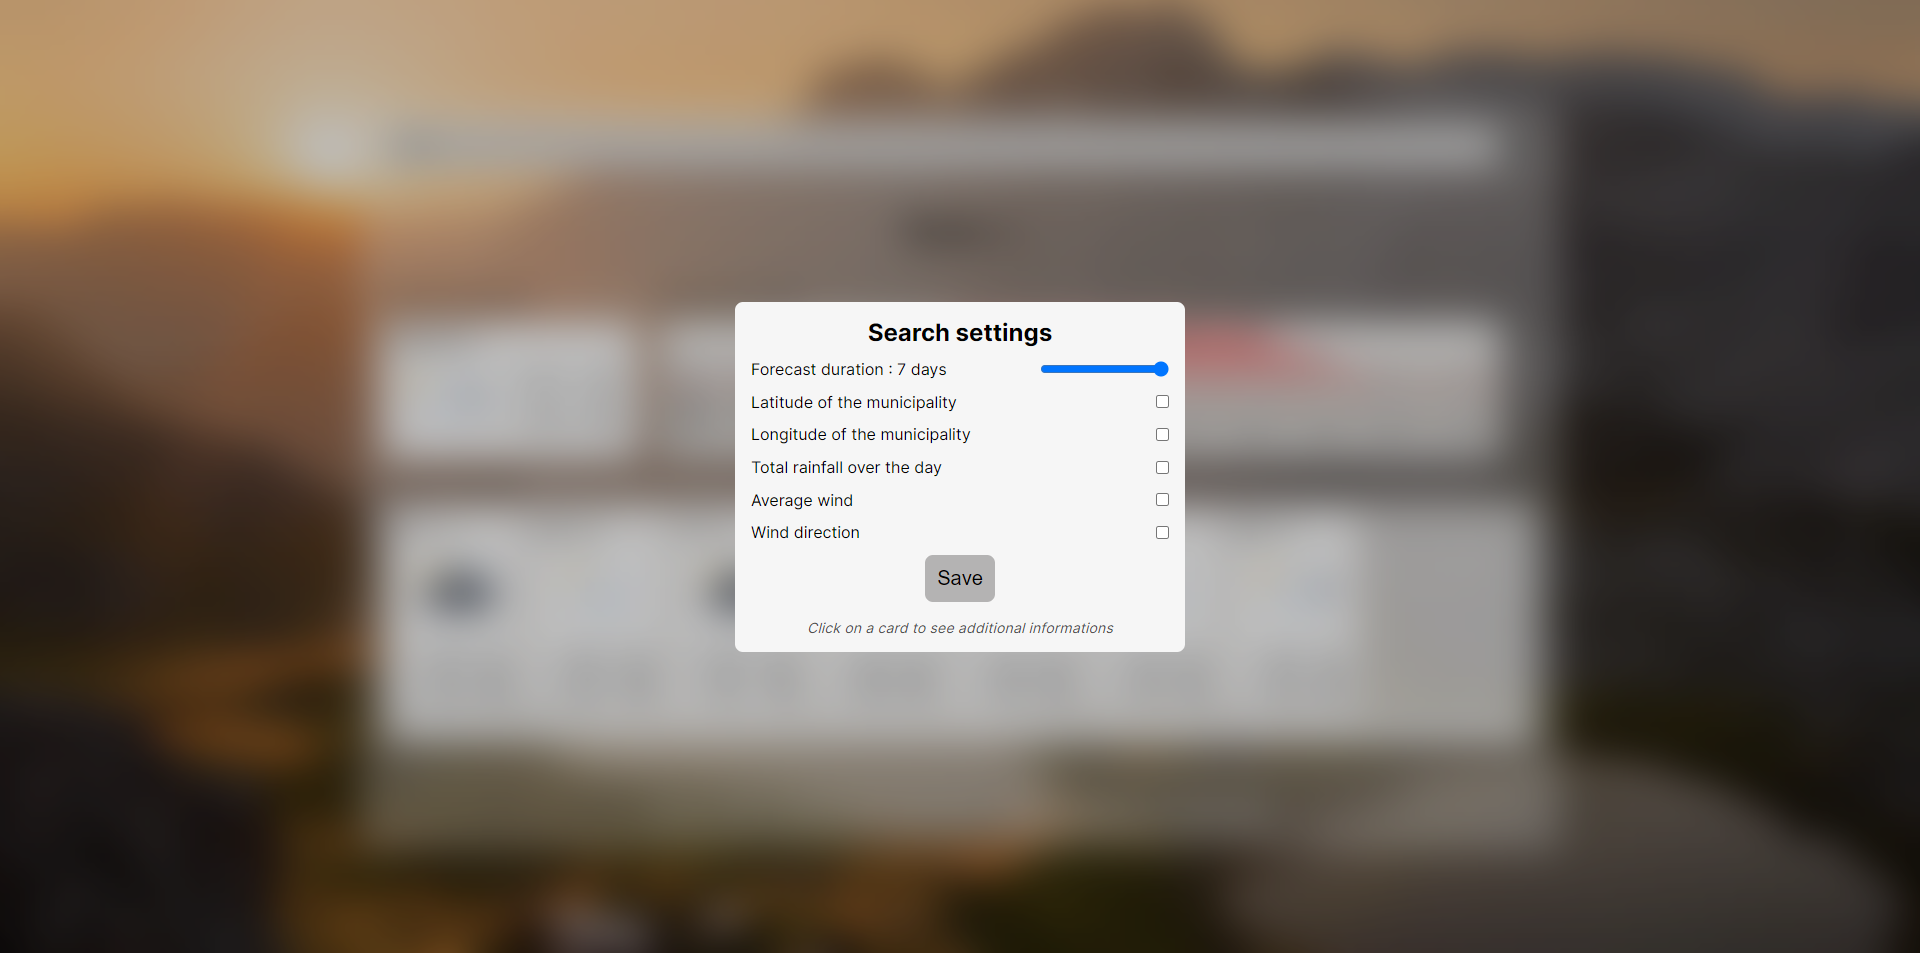 Search settings
Forecast duration : 7 days
Latitude of the municipality
Longitude of the municipality
Total rainfall over the day
Average wind
Wind direction
Save
Click on a card to see additional informations